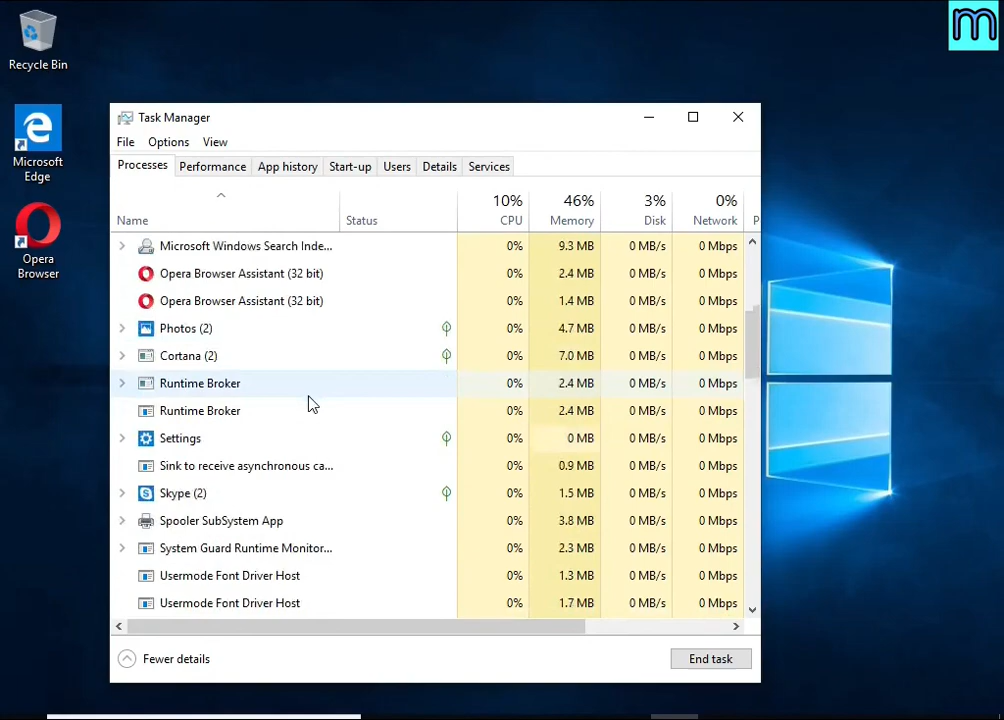 m
Recycle Bin
Microsoft
Edge
Opera
Browser
Task Manager
File Options View
Processes Performance App history Start-up Users Details Services
10% 46% 3% 0%
Name Status CPU Memory Disk Network P
Microsoft Windows Search Inde... 0% 9.3 MB 0 MB/s 0 Mbps
Opera Browser Assistant (32 bit) 0% 2.4 MB 0 MB/s 0 Mbps
Opera Browser Assistant (32 bit) 0% 1.4 MB 0 MB/s 0 Mbps
Photos (2) 0% 4.7 MB 0 MB/s 0 Mbps
Cortana (2) 0% 7.0 MB 0 MB/s 0 Mbps
Runtime Broker 0% 2.4 MB 0 MB/s 0 Mbps
Runtime Broker 0% 2.4 MB 0 MB/s 0 Mbps
Settings 0% 0 MB 0 MB/s 0 Mbps
Sink to receive asynchronous ca... 0% 0.9 MB 0 MB/s 0 Mbps
Skype (2) 0% 1.5 MB 0 MB/s 0 Mbps
Spooler SubSystem App 0% 3.8 MB 0 MB/s 0 Mbps
System Guard Runtime Monitor... 0% 2.3 MB 0 MB/s 0 Mbps
Usermode Font Driver Host 0% 1.3 MB 0 MB/s 0 Mbps
Usermode Font Driver Host 0% 1.7 MB 0 MB/s 0 Mbps
Fewer details End task